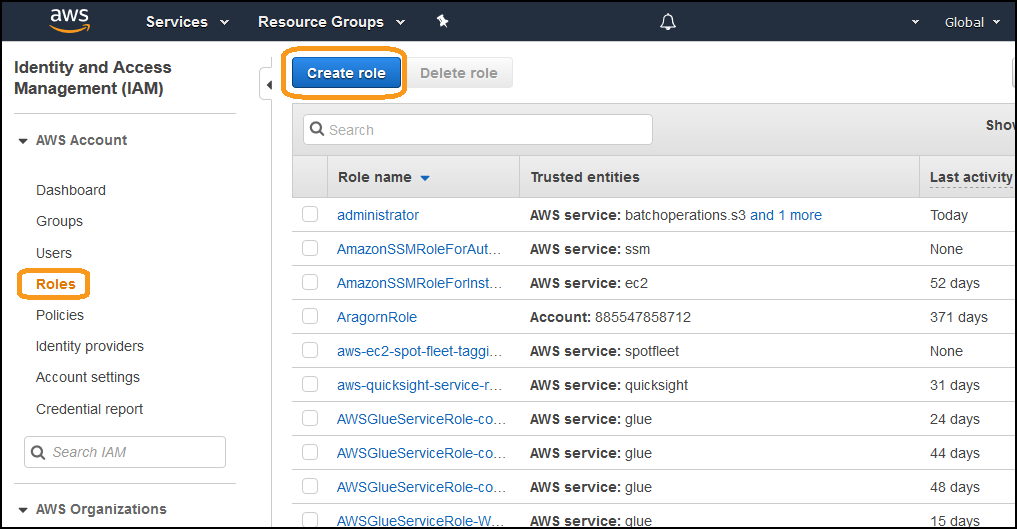 aws Services Resource Groups Global
Identity and Access
Management (IAM)
AWS Account
Dashboard
Groups
Users
Roles
Policies
Identity providers
Account settings
Credential report
Search IAM
AWS Organizations
Create role Delete role
Search
Show
Role name Trusted entities Last activity
administrator AWS service: batchoperations.s3 and 1 more Today
AmazonSSMRoleForAut... AWS service: ssm None
AmazonSSMRoleForInst... AWS service: ec2 52 days
AragornRole Account: 885547858712 371 days
aws-ec2-spot-fleet-taggi... AWS service: spotfleet None
aws-quicksight-service-r... AWS service: quicksight 31 days
AWSGlueServiceRole-co... AWS service: glue 24 days
AWSGlueServiceRole-co... AWS service: glue 44 days
AWSGlueServiceRole-co... AWS service: glue 48 days
AWSGlueServiceRole-W... AWS service: glue 15 days